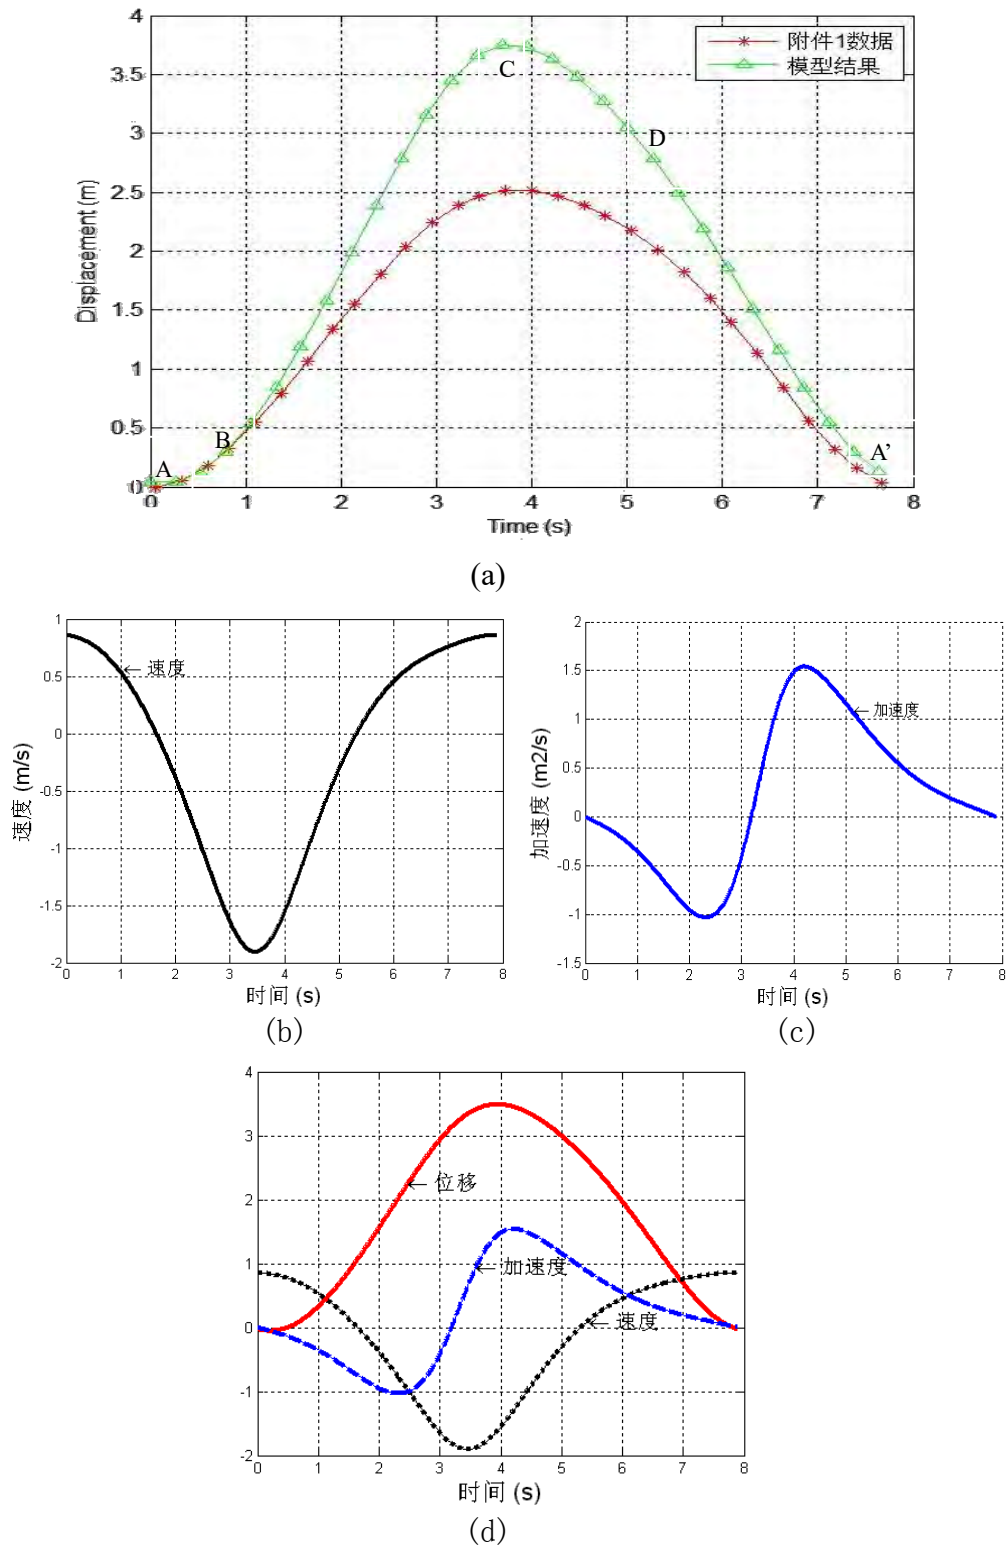 4
3.5
3
2.5
2
1.5
1
0.5
0
Displacement (m)
附件1数据
模型结果
A
B
C
D
A’
0 1 2 3 4 5 6 7 8
Time (s)
(a)
1
0.5
0
-0.5
-1
-1.5
-2
速度 (m/s)
← 速度
0 1 2 3 4 5 6 7 8
时间 (s)
(b)
2
1.5
1
0.5
0
-0.5
-1
-1.5
加速度 (m2/s)
← 加速度
0 1 2 3 4 5 6 7 8
时间 (s)
(c)
4
3
2
1
0
-1
-2
← 位移
← 加速度
← 速度
0 1 2 3 4 5 6 7 8
时间 (s)
(d)